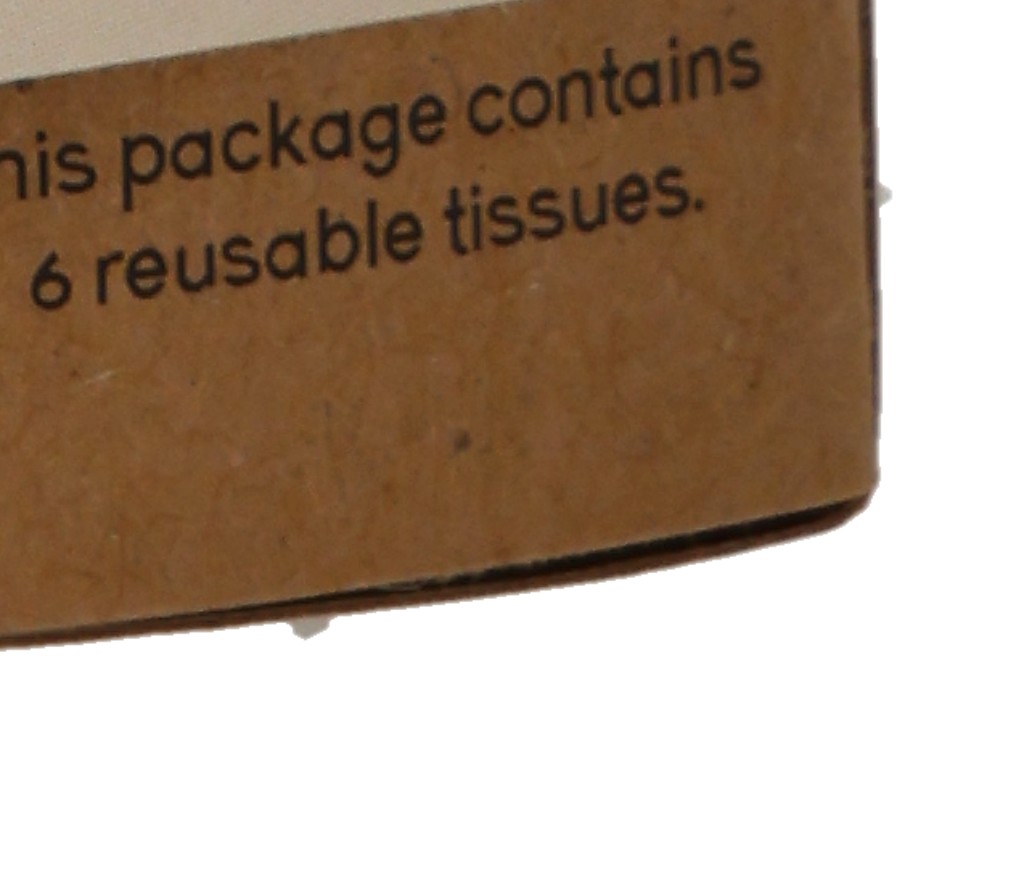 his package contains
6 reusable tissues.